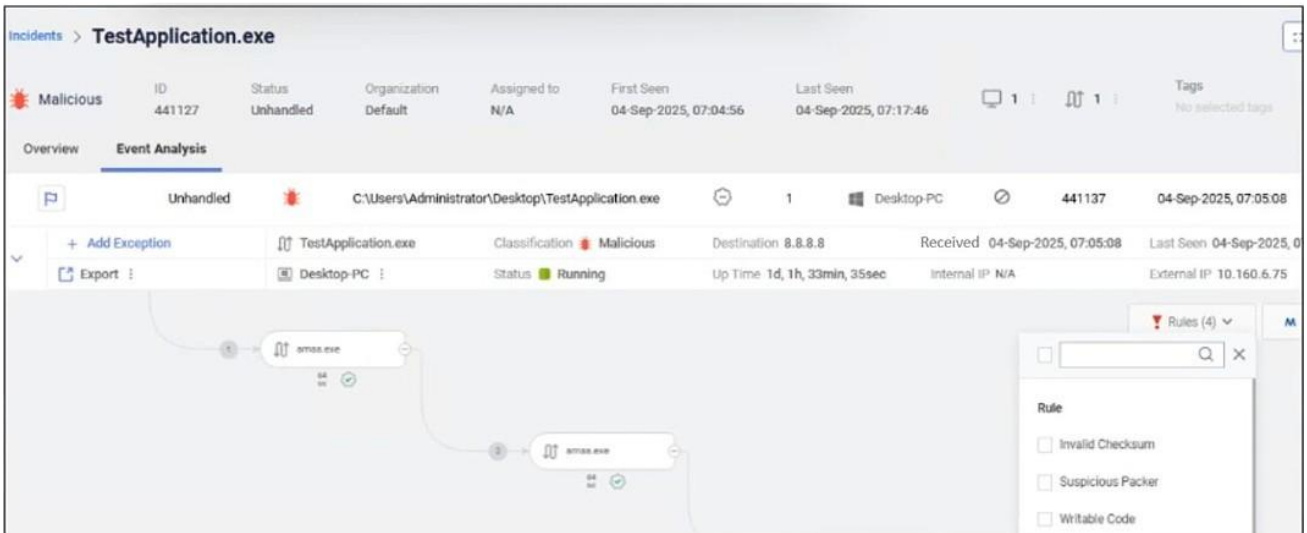 Incidents > TestApplication.exe
Malicious
ID
441127
Status
Unhandled
Organization
Default
Assigned to
N/A
First Seen
04-Sep-2025, 07:04:56
Last Seen
04-Sep-2025, 07:17:46
1
1
Tags
No selected tags
Overview Event Analysis
Unhandled C:\Users\Administrator\Desktop\TestApplication.exe 1 Desktop-PC 441137 04-Sep-2025, 07:05:08
+ Add Exception TestApplication.exe Classification Malicious Destination 8.8.8.8 Received 04-Sep-2025, 07:05:08 Last Seen 04-Sep-2025, 0
Export Desktop-PC Status Running Up Time 1d, 1h, 33min, 35sec Internal IP N/A External IP 10.160.6.75
Rules (4)
1
64
bit
2
64
bit
Rule
Invalid Checksum
Suspicious Packer
Writable Code